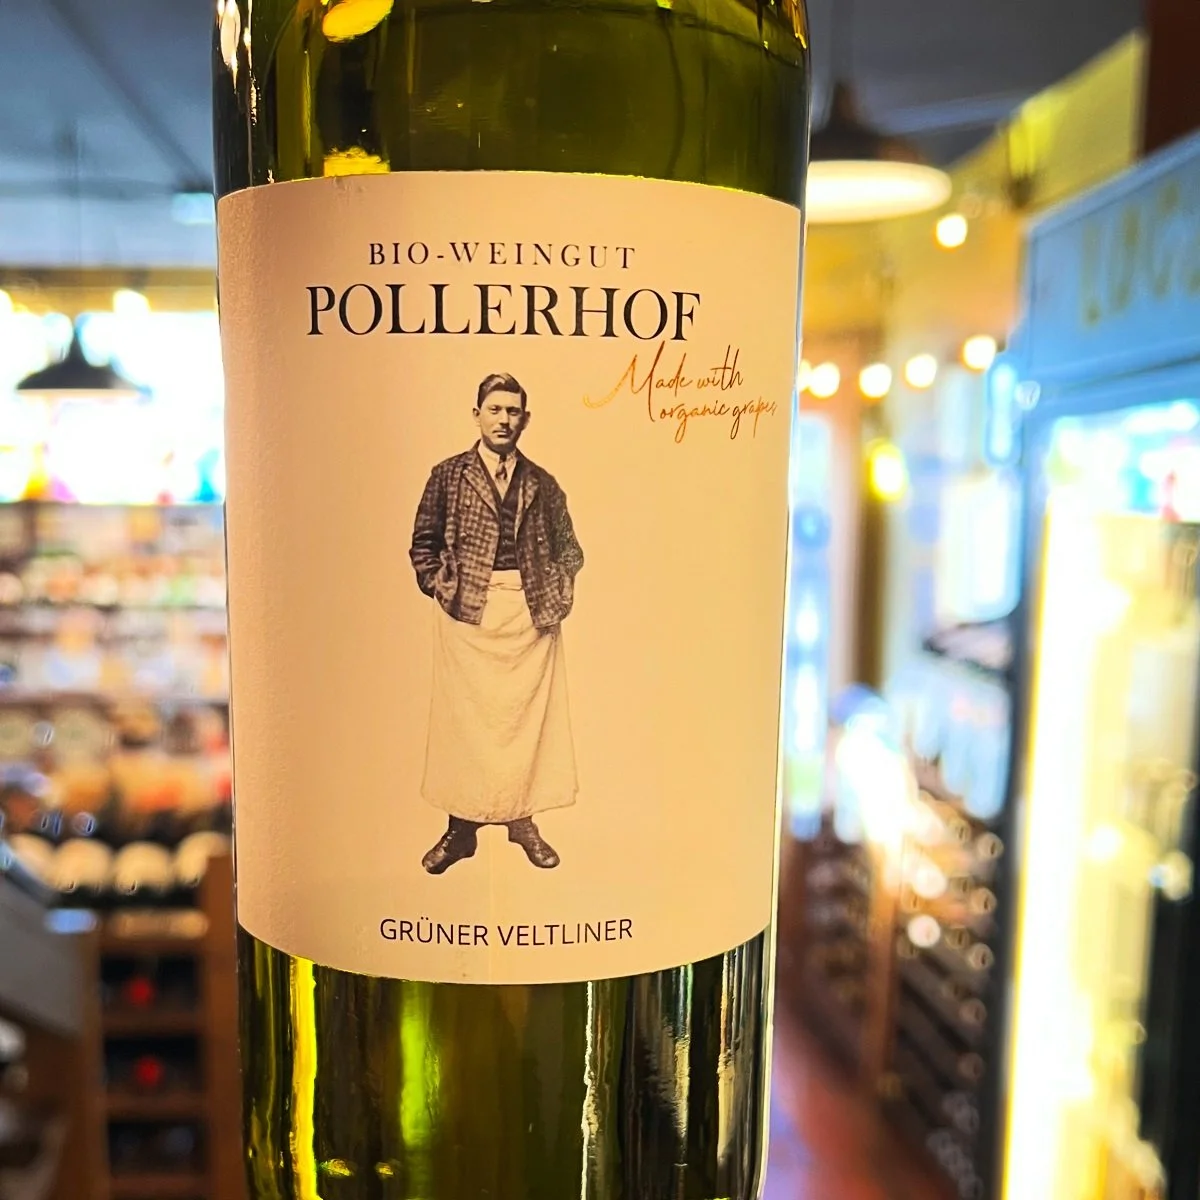 BIO-WEINGUT
POLLERHOF
Made with
organic grapes
GRÜNER VELTLINER